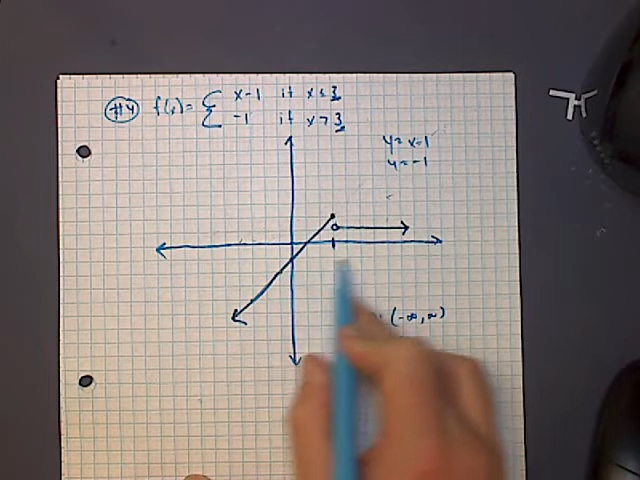 #4 f(x) = { x-1 if x ≤ 3
{ -1 if x > 3
y = x-1
y = -1
: (-∞, ∞)